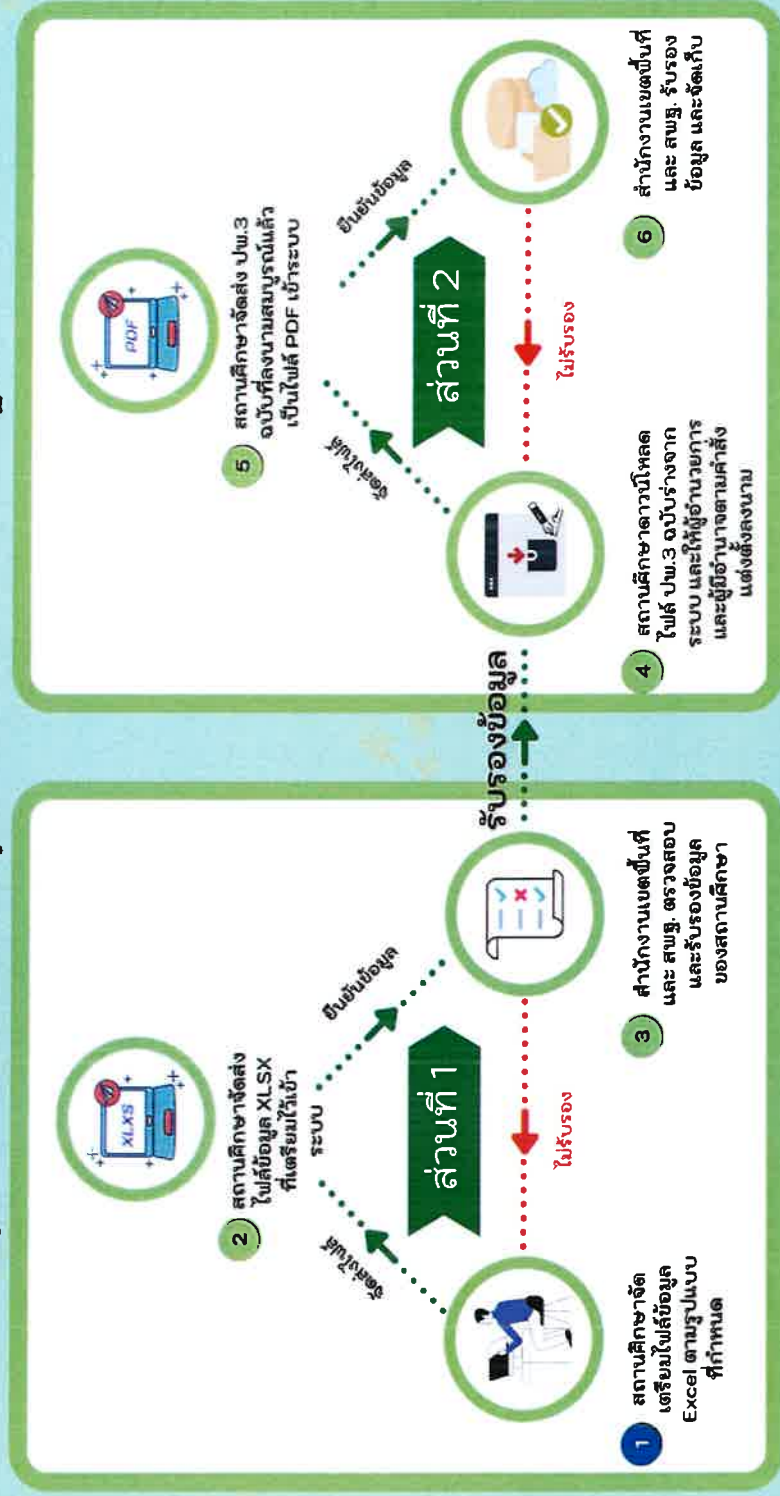 ส่วนที่ 1
1
สถานศึกษาจัด
เตรียมไฟล์ข้อมูล
Excel ตามรูปแบบ
ที่กำหนด
จัดส่งไฟล์
XLXS
2
สถานศึกษาจัดส่ง
ไฟล์ข้อมูล XLSX
ที่เตรียมไว้เข้า
ระบบ
ยืนยันข้อมูล
3
สำนักงานเขตพื้นที่
และ สพฐ. ตรวจสอบ
และรับรองข้อมูล
ของสถานศึกษา
ไม่รับรอง
รับรองข้อมูล
ส่วนที่ 2
4
สถานศึกษาดาวน์โหลด
ไฟล์ ปพ.3 ฉบับร่างจาก
ระบบ และให้ผู้อำนวยการ
และผู้มีอำนาจตามคำสั่ง
แต่งตั้งลงนาม
จัดส่งไฟล์
PDF
5
สถานศึกษาจัดส่ง ปพ.3
ฉบับที่ลงนามสมบูรณ์แล้ว
เป็นไฟล์ PDF เข้าระบบ
ยืนยันข้อมูล
6
สำนักงานเขตพื้นที่
และ สพฐ. รับรอง
ข้อมูล และจัดเก็บ
ไม่รับรอง